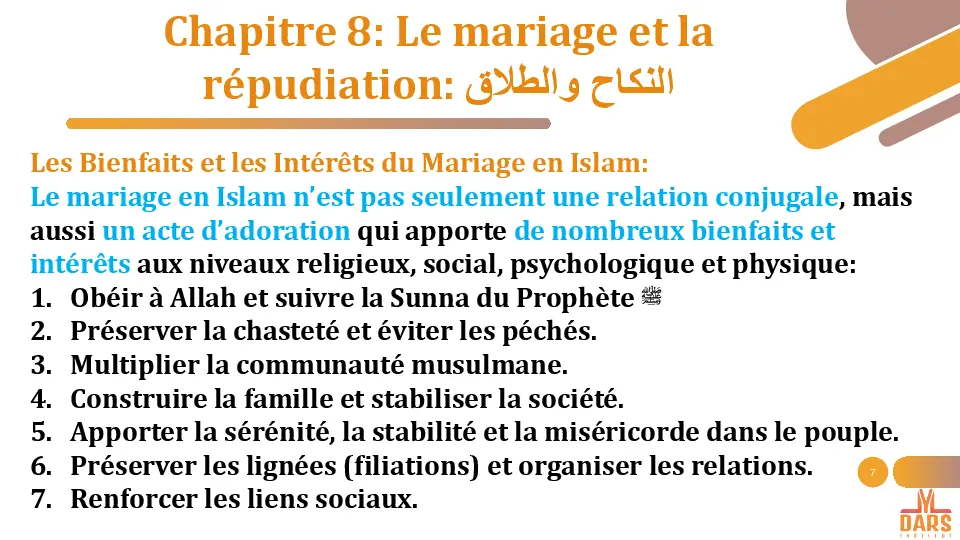 Chapitre 8: Le mariage et la
répudiation: النكاح والطلاق
Les Bienfaits et les Intérêts du Mariage en Islam:
Le mariage en Islam n’est pas seulement une relation conjugale, mais
aussi un acte d’adoration qui apporte de nombreux bienfaits et
intérêts aux niveaux religieux, social, psychologique et physique:
1. Obéir à Allah et suivre la Sunna du Prophète ﷺ
2. Préserver la chasteté et éviter les péchés.
3. Multiplier la communauté musulmane.
4. Construire la famille et stabiliser la société.
5. Apporter la sérénité, la stabilité et la miséricorde dans le pouple.
6. Préserver les lignées (filiations) et organiser les relations.
7. Renforcer les liens sociaux.
7
DARS
INSTITUT